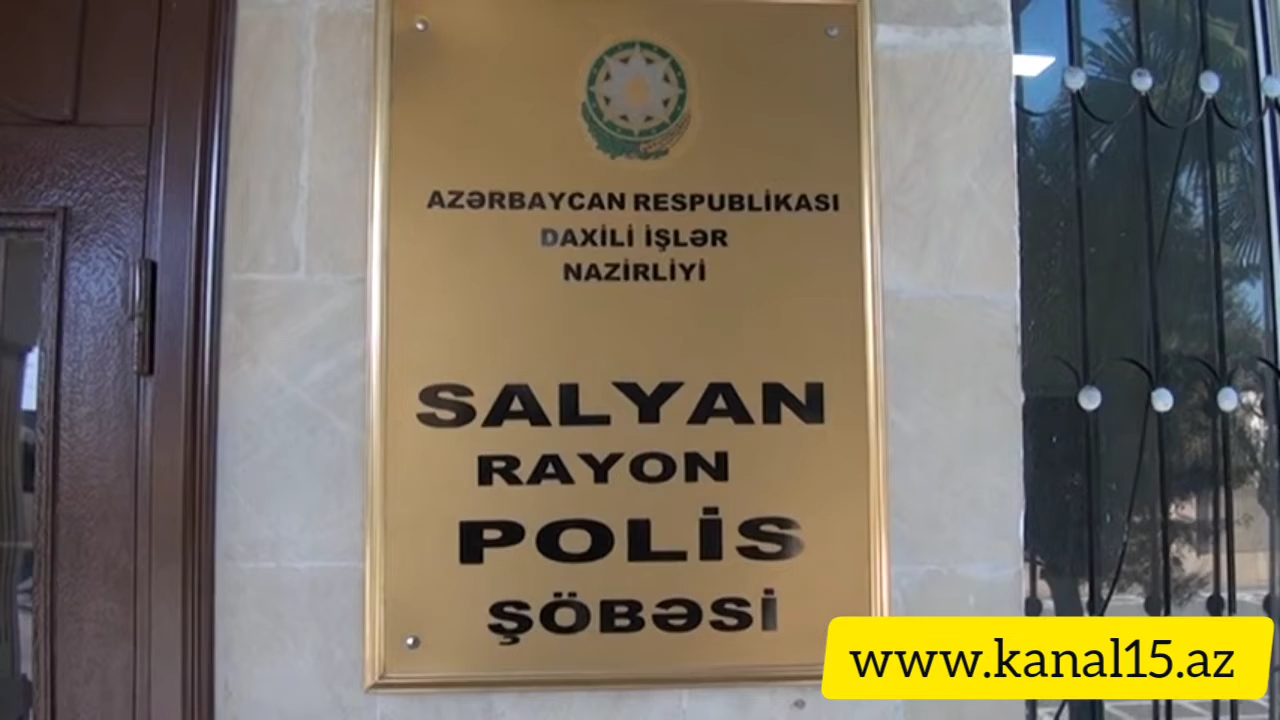 AZƏRBAYCAN RESPUBLİKASI
DAXİLİ İŞLƏR
NAZİRLİYİ
SALYAN
RAYON
POLİS
ŞÖBƏSİ
www.kanal15.az